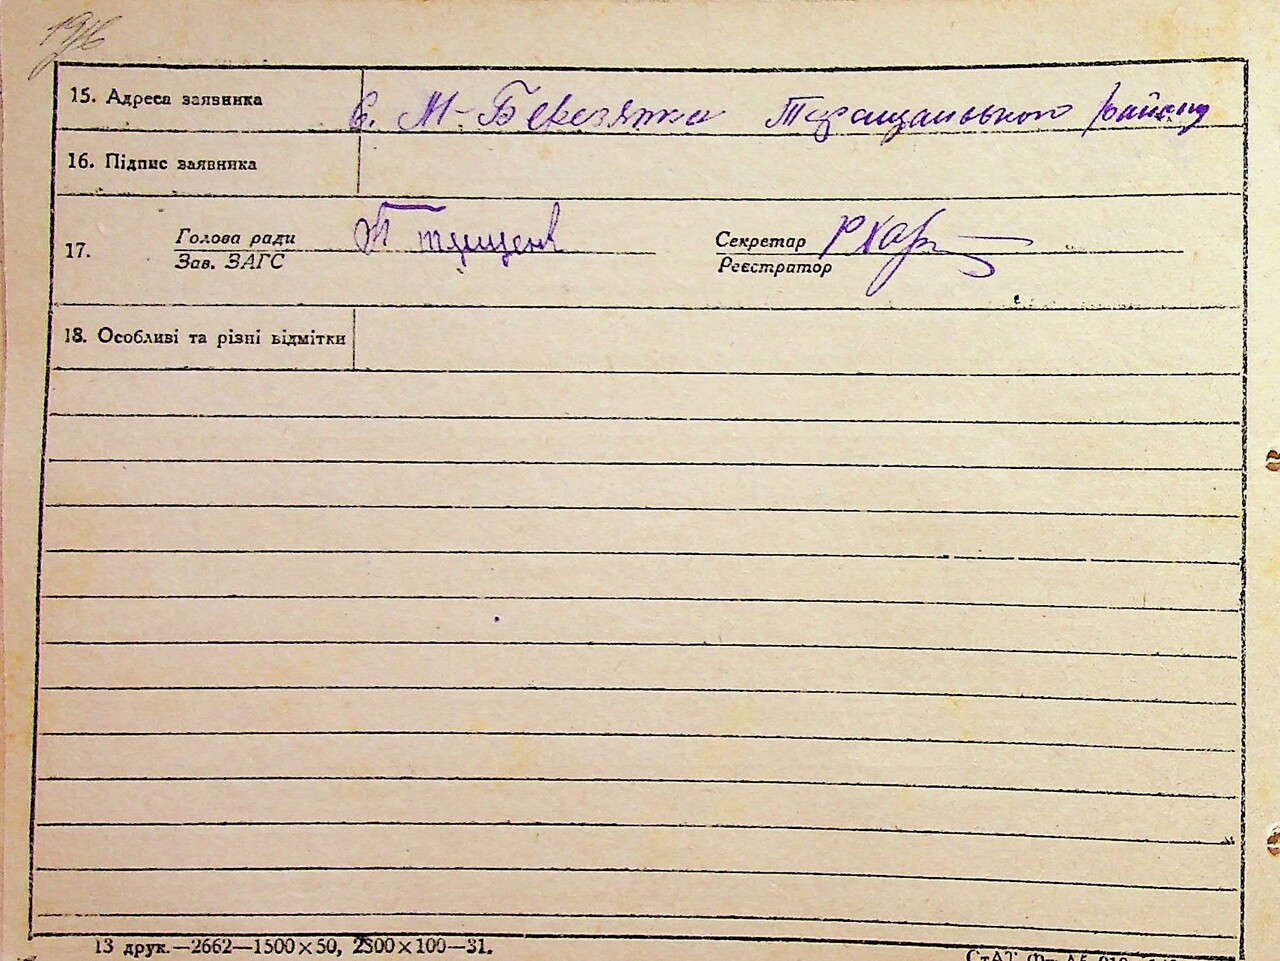 15. Адреса заявника с. М-Березянка Таращанського району
16. Підпис заявника
17. Голова ради Секретар
Зав. ЗАГС Реєстратор
18. Особливі та різні відмітки
13 друк.—2662—1500×50, 2300×100—31.